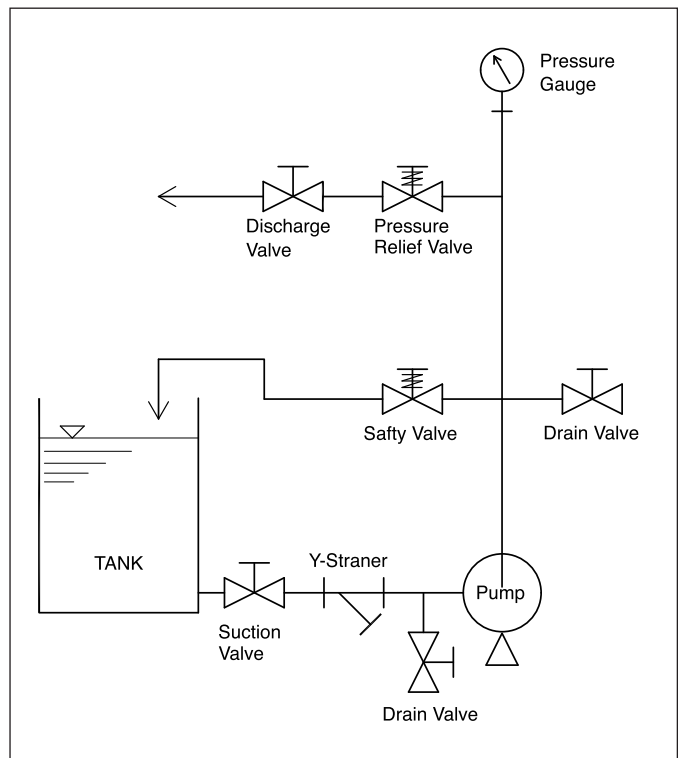 Pressure
Gauge
Discharge
Valve
Pressure
Relief Valve
Safty Valve
Drain Valve
TANK
Y-Straner
Pump
Suction
Valve
Drain Valve